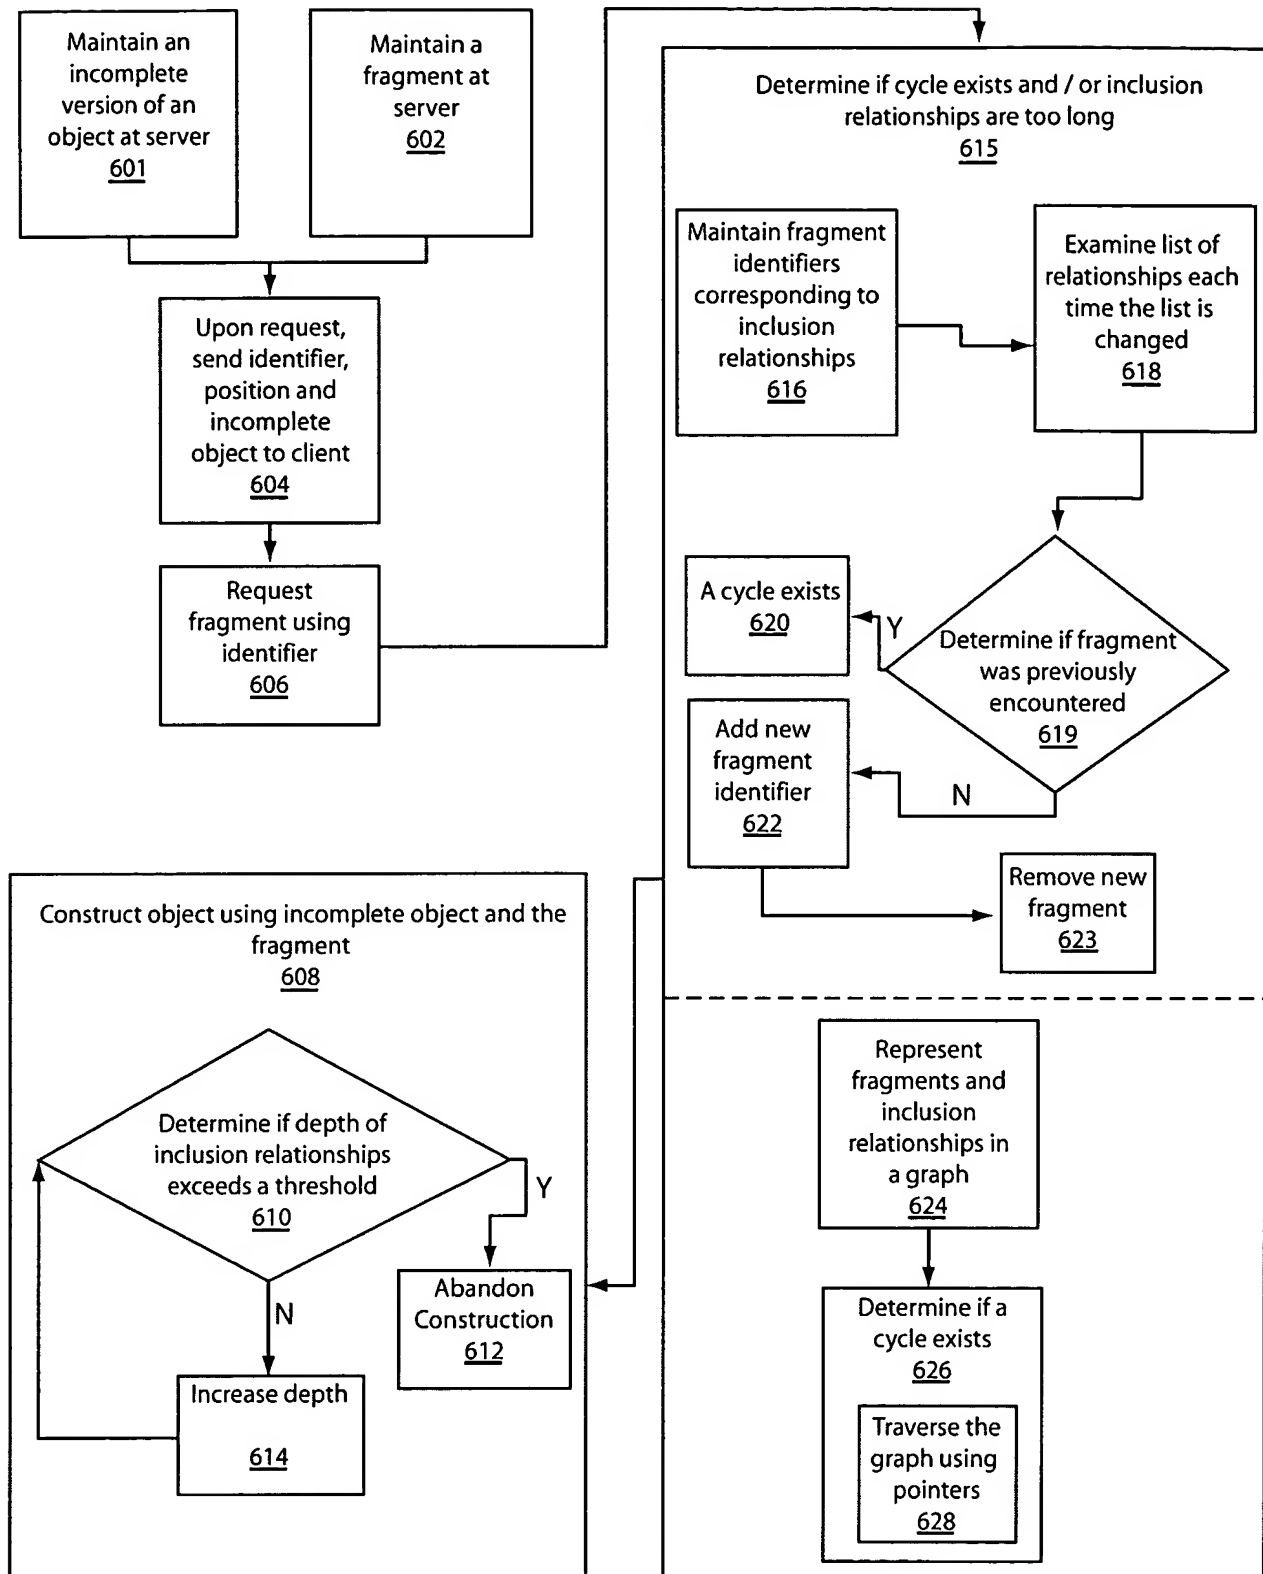 Maintain an
incomplete
version of an
object at server
601
Maintain a
fragment at
server
602
Upon request,
send identifier,
position and
incomplete
object to client
604
Request
fragment using
identifier
606
Determine if cycle exists and / or inclusion
relationships are too long
615
Maintain fragment
identifiers
corresponding to
inclusion
relationships
616
Examine list of
relationships each
time the list is
changed
618
Determine if fragment
was previously
encountered
619
Y
A cycle exists
620
N
Add new
fragment
identifier
622
Remove new
fragment
623
Represent
fragments and
inclusion
relationships in
a graph
624
Determine if a
cycle exists
626
Traverse the
graph using
pointers
628
Construct object using incomplete object and the
fragment
608
Determine if depth of
inclusion relationships
exceeds a threshold
610
Y
Abandon
Construction
612
N
Increase depth
614